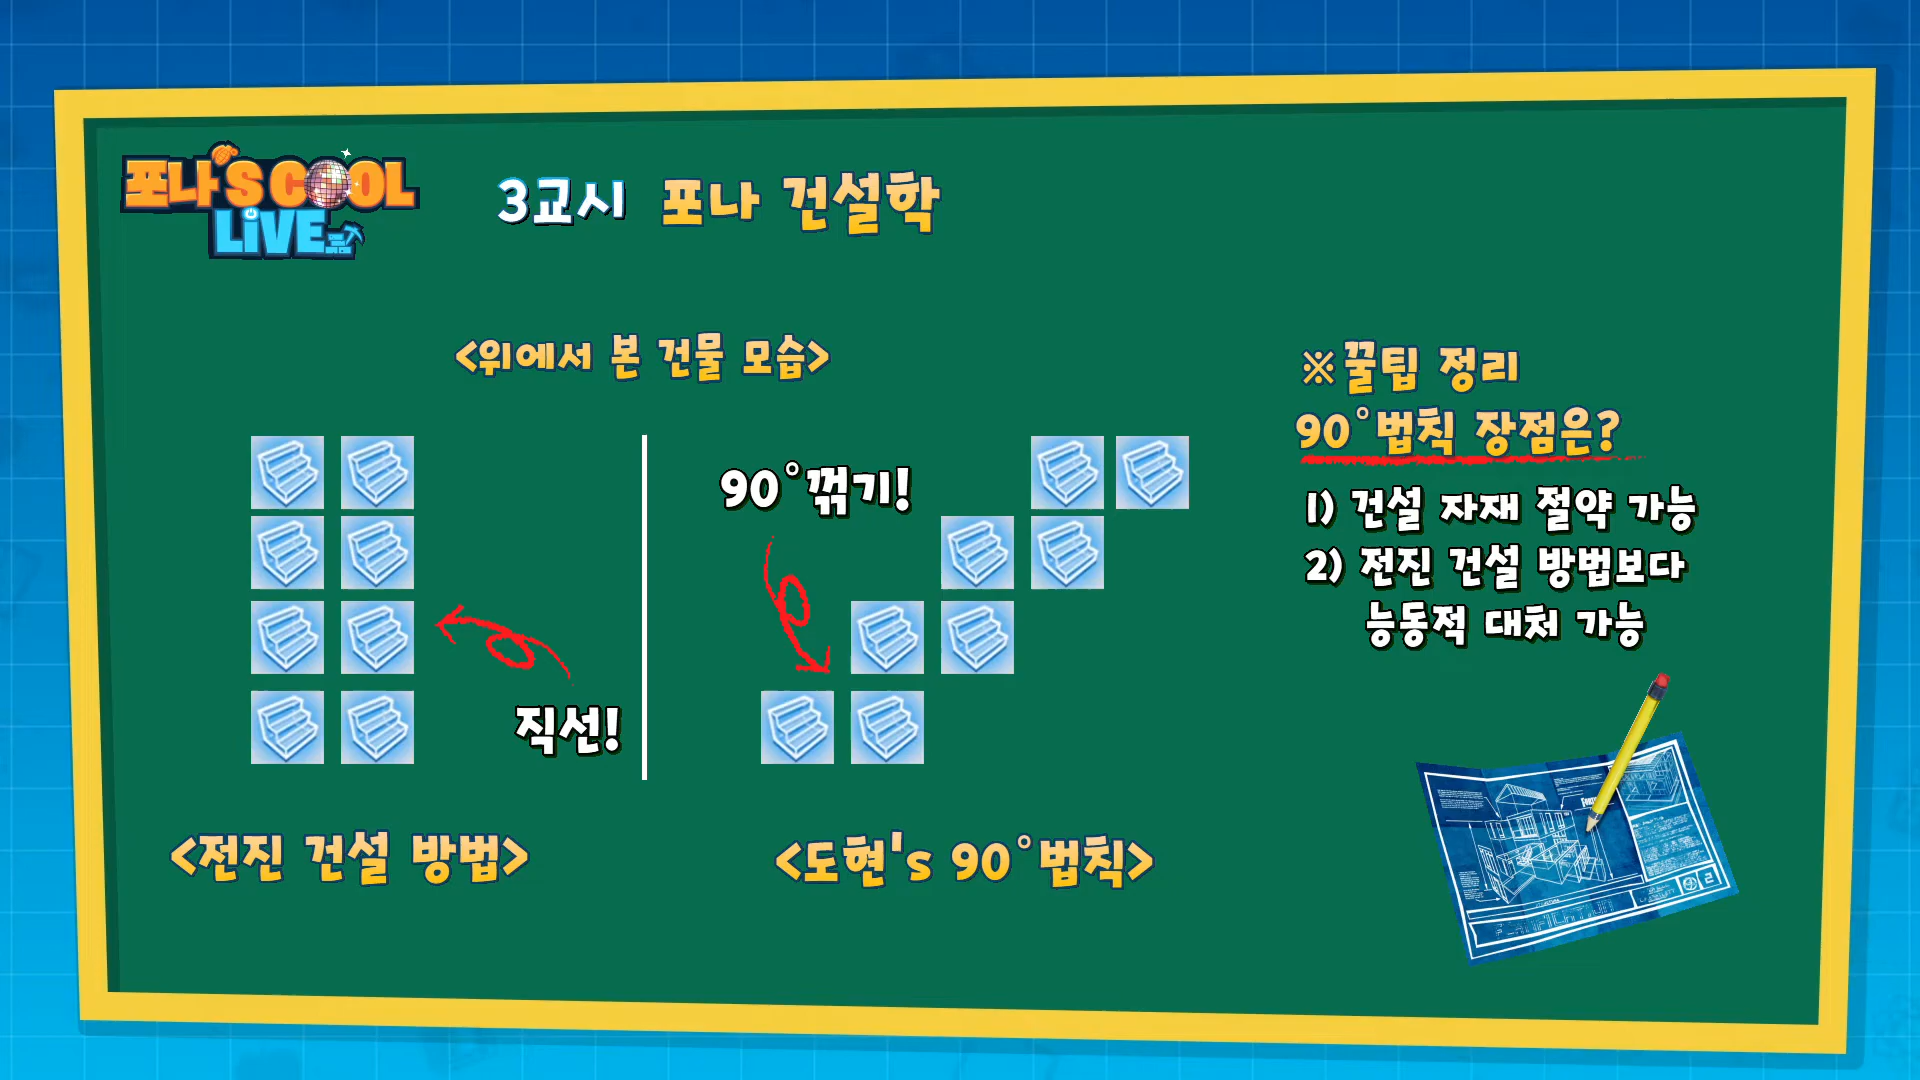 포나'S COOL
LIVE
3교시 포나 건설학
<위에서 본 건물 모습>
90°꺾기!
직선!
<전진 건설 방법>
<도현's 90°법칙>
※꿀팁 정리
90°법칙 장점은?
1) 건설 자재 절약 가능
2) 전진 건설 방법보다
능동적 대처 가능